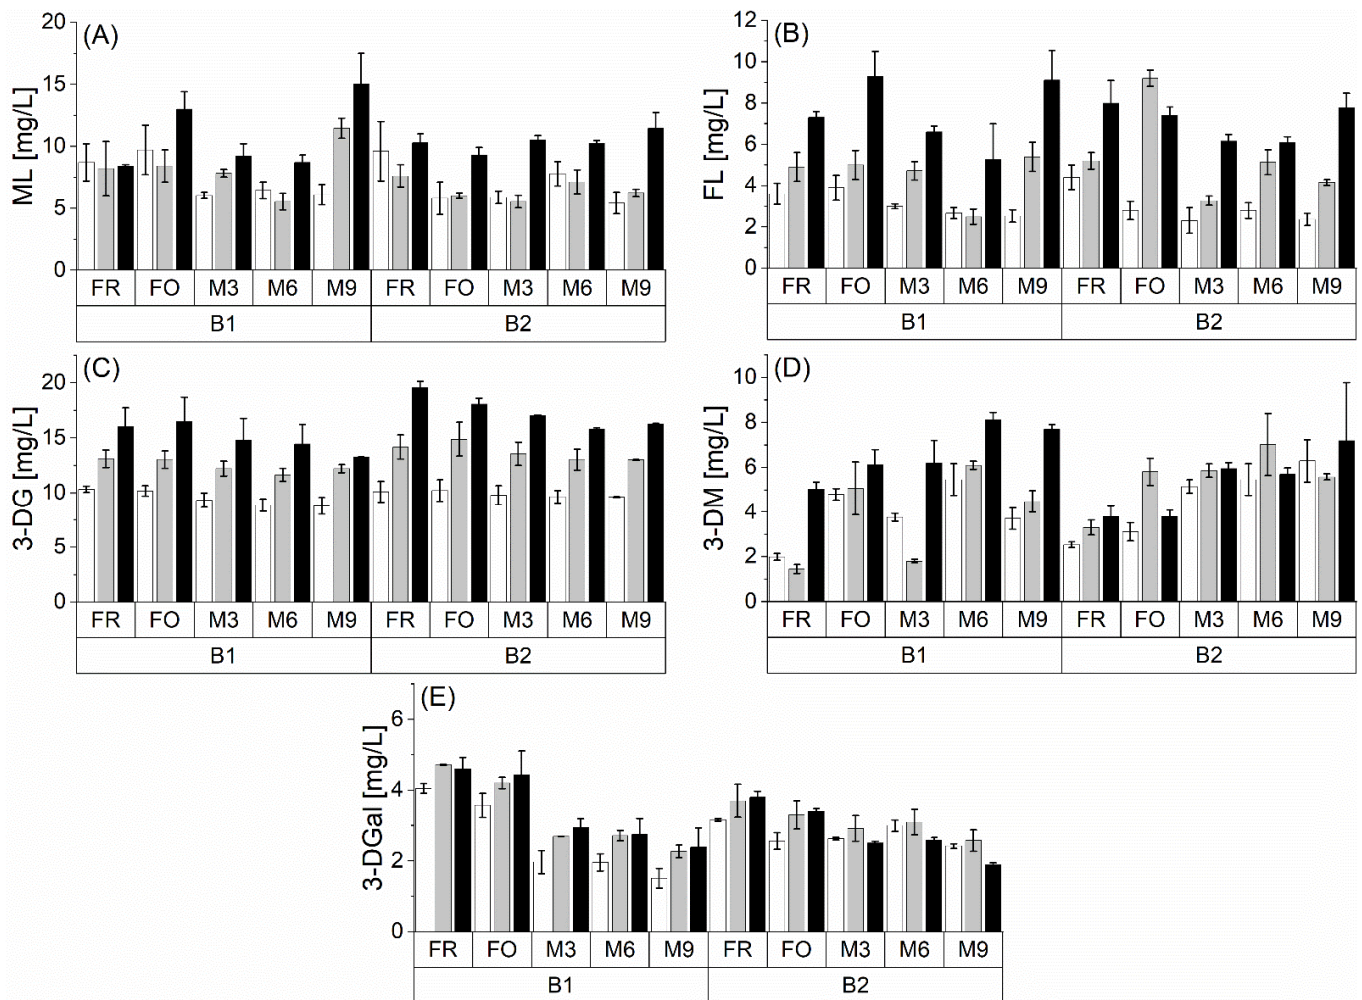 (A)
ML [mg/L]
20
15
10
5
0
FR FO M3 M6 M9 FR FO M3 M6 M9
B1 B2
(B)
FL [mg/L]
12
10
8
6
4
2
0
FR FO M3 M6 M9 FR FO M3 M6 M9
B1 B2
(C)
3-DG [mg/L]
20
15
10
5
0
FR FO M3 M6 M9 FR FO M3 M6 M9
B1 B2
(D)
3-DM [mg/L]
10
8
6
4
2
0
FR FO M3 M6 M9 FR FO M3 M6 M9
B1 B2
(E)
3-DGal [mg/L]
6
4
2
0
FR FO M3 M6 M9 FR FO M3 M6 M9
B1 B2